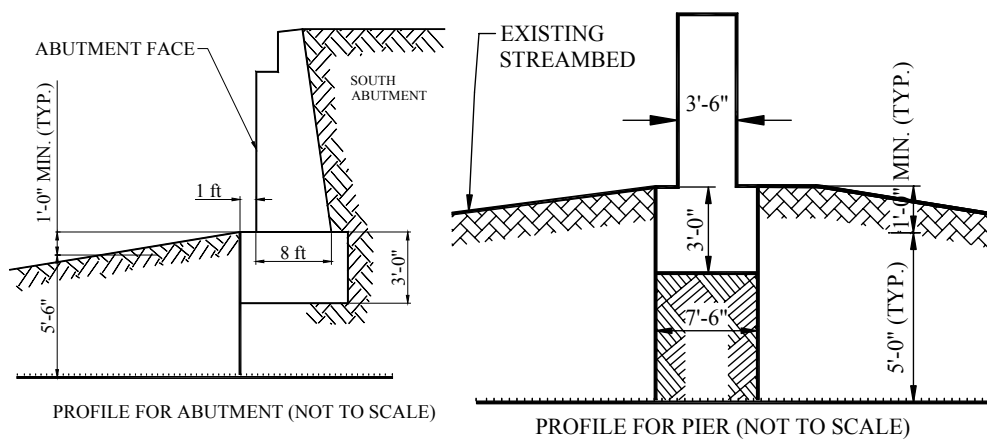 ABUTMENT FACE
SOUTH
ABUTMENT
1'-0" MIN. (TYP.)
1 ft
8 ft
3'-0"
5'-6"
PROFILE FOR ABUTMENT (NOT TO SCALE)
EXISTING
STREAMBED
3'-6"
1'-0" MIN. (TYP.)
3'-0"
7'-6"
5'-0" (TYP.)
PROFILE FOR PIER (NOT TO SCALE)